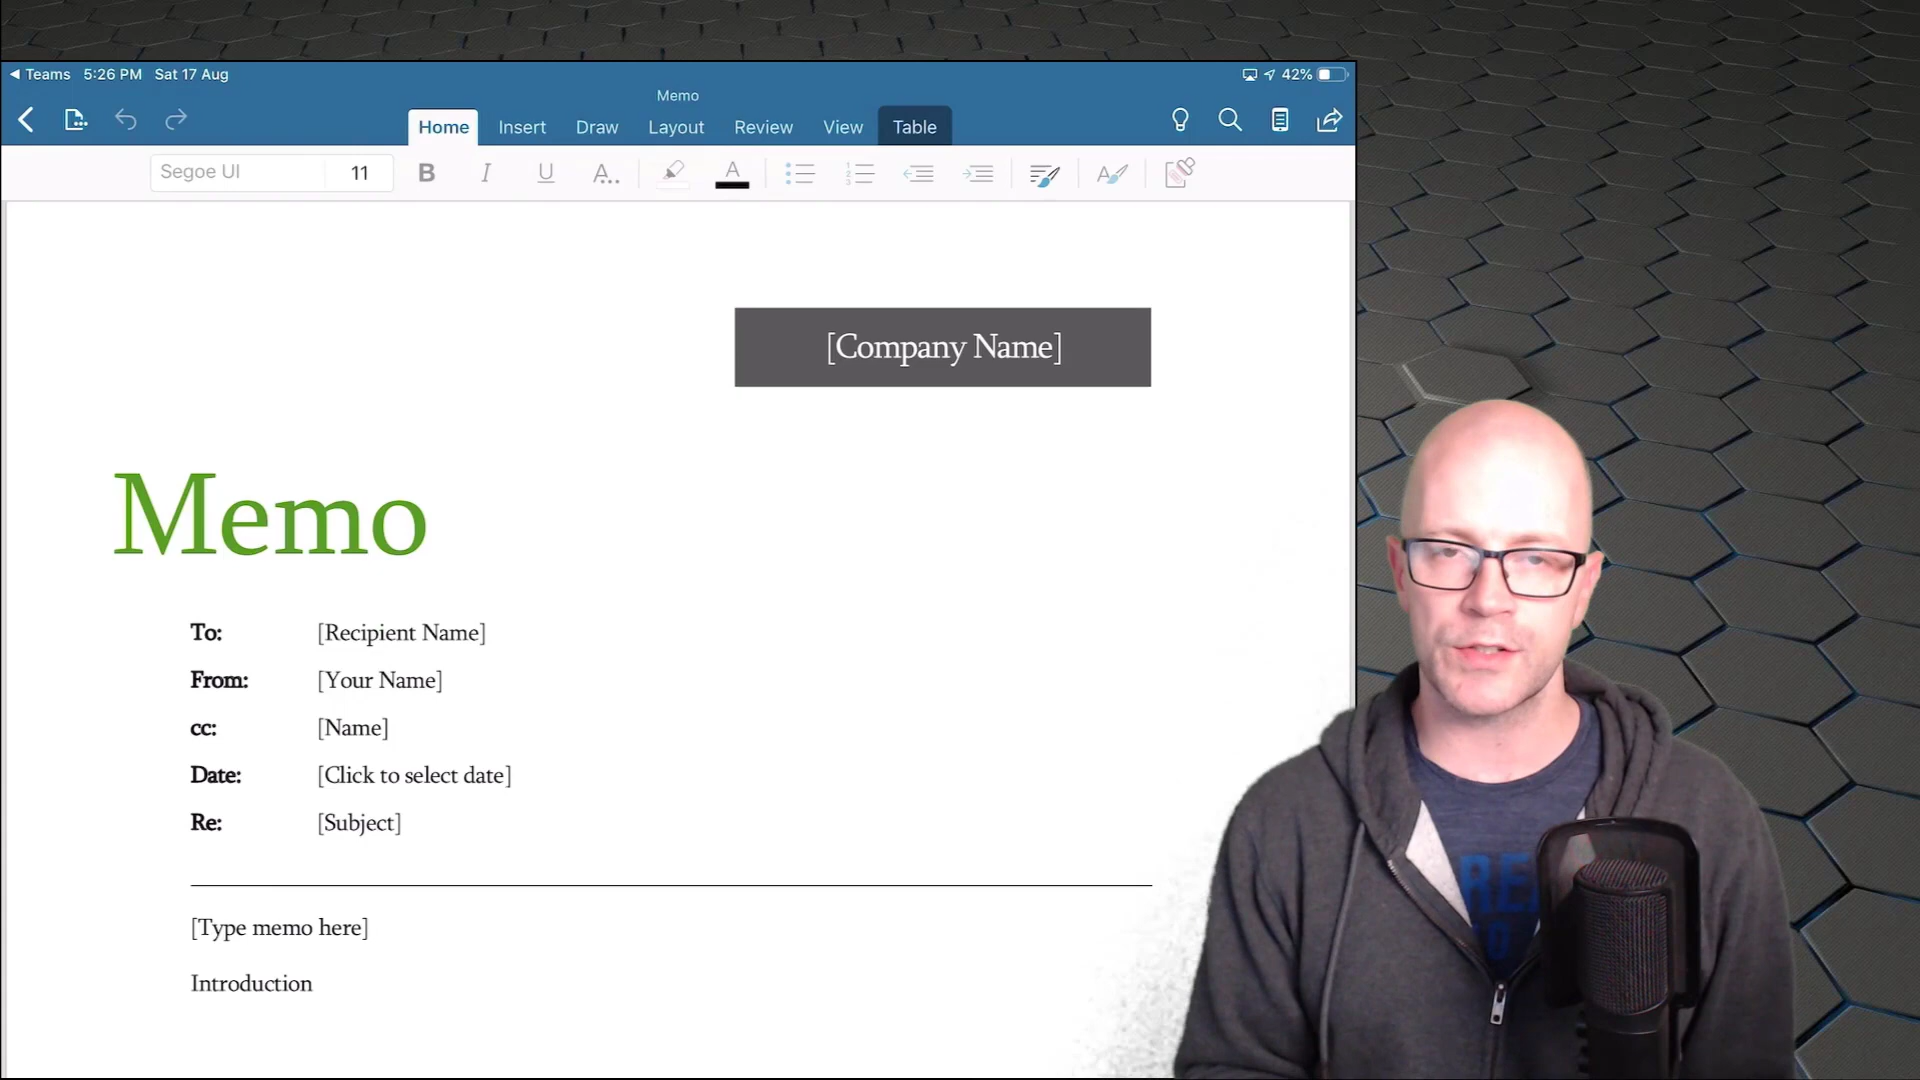 Teams 5:26 PM Sat 17 Aug 42%
Memo
Home Insert Draw Layout Review View Table
Segoe UI 11 B I U A.. A
[Company Name]
Memo
To: [Recipient Name]
From: [Your Name]
cc: [Name]
Date: [Click to select date]
Re: [Subject]
[Type memo here]
Introduction